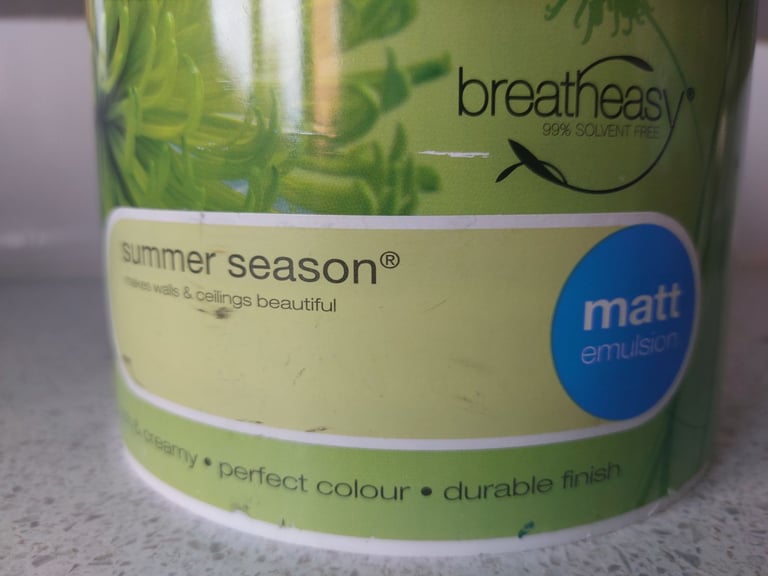 breatheasy®
99% SOLVENT FREE
summer season®
makes walls & ceilings beautiful
matt
emulsion
& creamy • perfect colour • durable finish